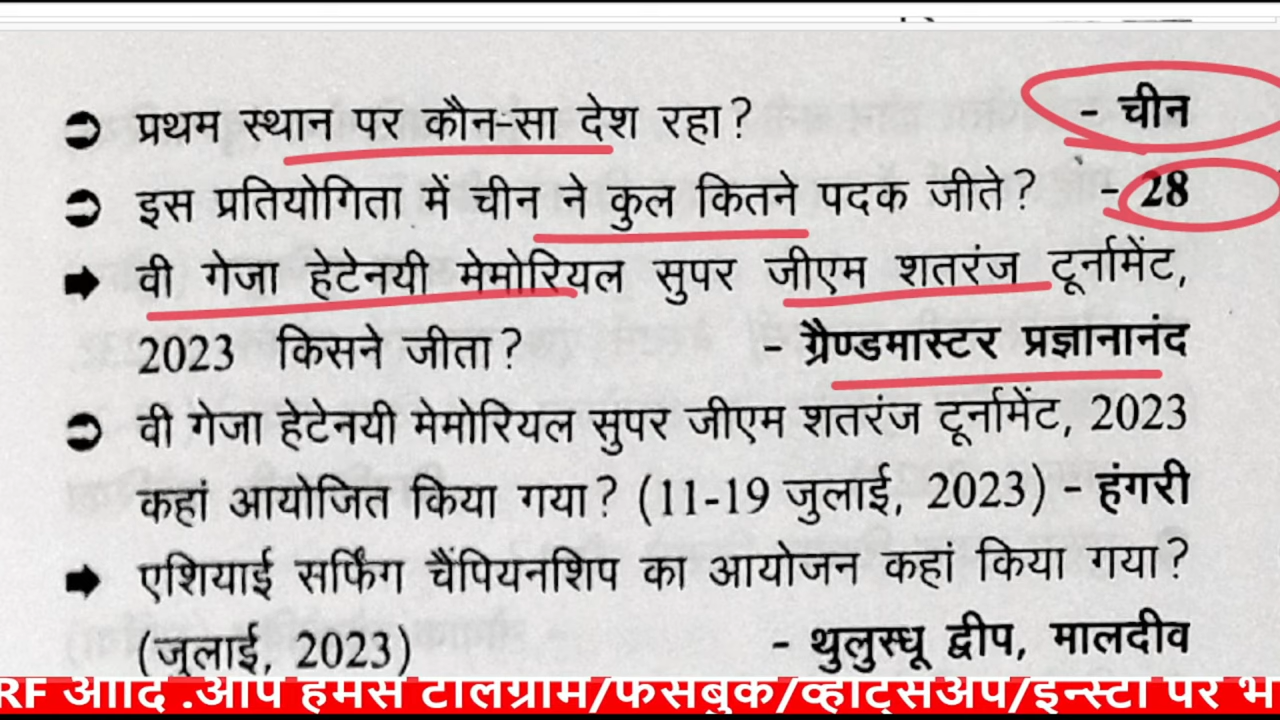 प्रथम स्थान पर कौन-सा देश रहा? - चीन
इस प्रतियोगिता में चीन ने कुल कितने पदक जीते? - 28
वी गेजा हेटेनयी मेमोरियल सुपर जीएम शतरंज टूर्नामेंट,
2023 किसने जीता? - ग्रैण्डमास्टर प्रज्ञानानंद
वी गेजा हेटेनयी मेमोरियल सुपर जीएम शतरंज टूर्नामेंट, 2023
कहां आयोजित किया गया? (11-19 जुलाई, 2023) - हंगरी
एशियाई सर्फिंग चैंपियनशिप का आयोजन कहां किया गया?
(जुलाई, 2023) - थुलुस्धू द्वीप, मालदीव
RF आदि .आप हमसे टेलिग्राम/फेसबुक/व्हाट्सअप/इन्स्टा पर